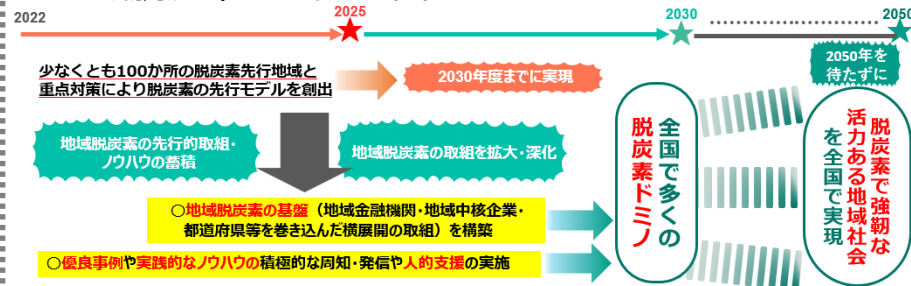 2022
2025
2030
2050
少なくとも100か所の脱炭素先行地域と
重点対策により脱炭素の先行モデルを創出
2030年度までに実現
2050年を
待たずに
地域脱炭素の先行的取組・
ノウハウの蓄積
地域脱炭素の取組を拡大・深化
全国で多くの
脱炭素ドミノ
脱炭素で強靭な
活力ある地域社会
を全国で実現
○地域脱炭素の基盤（地域金融機関・地域中核企業・
都道府県等を巻き込んだ横展開の取組）を構築
○優良事例や実践的なノウハウの積極的な周知・発信や人的支援の実施